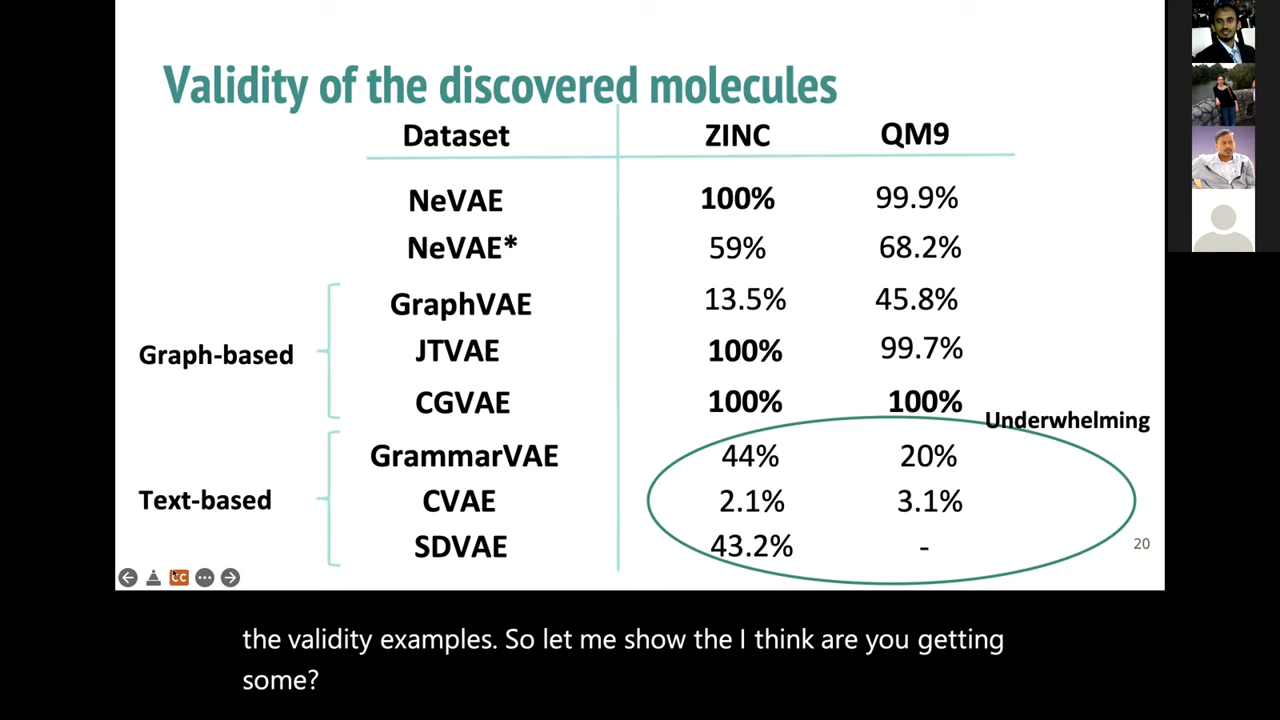 Validity of the discovered molecules
Dataset ZINC QM9
NeVAE 100% 99.9%
NeVAE* 59% 68.2%
GraphVAE 13.5% 45.8%
Graph-based JTVAE 100% 99.7%
CGVAE 100% 100%
Underwhelming
GrammarVAE 44% 20%
Text-based CVAE 2.1% 3.1%
SDVAE 43.2% -
20
CC
the validity examples. So let me show the I think are you getting
some?